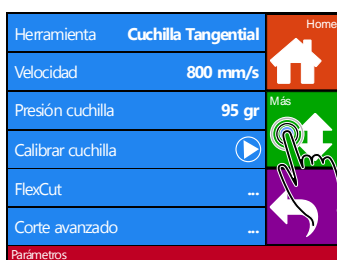 Herramienta Cuchilla Tangential
Home
Velocidad 800 mm/s
Presión cuchilla 95 gr
Más
Calibrar cuchilla
FlexCut ...
Corte avanzado ...
Parámetros